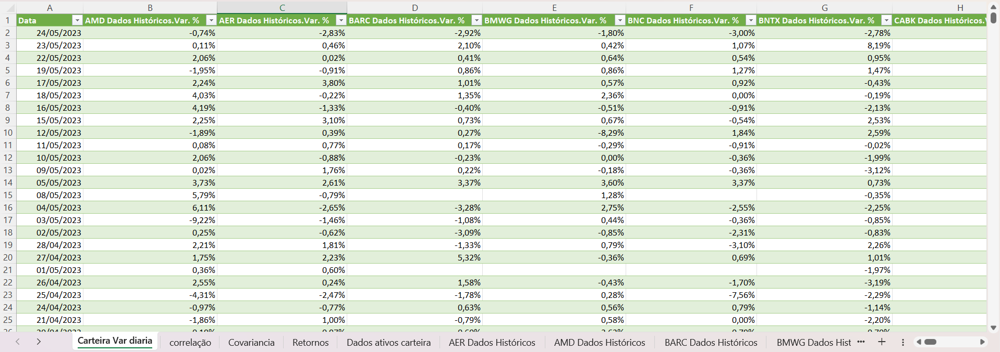 A B C D E F G H
1 Data AMD Dados Históricos.Var. % AER Dados Históricos.Var. % BARC Dados Históricos.Var. % BMWG Dados Históricos.Var. % BNC Dados Históricos.Var. % BNTX Dados Históricos.Var. % CABK Dados Históricos.
2 24/05/2023 -0,74% -2,83% -2,92% -1,80% -3,00% -2,78%
3 23/05/2023 0,11% 0,46% 2,10% 0,42% 1,07% 8,19%
4 22/05/2023 2,06% 0,02% 0,41% 0,64% 0,54% 0,95%
5 19/05/2023 -1,95% -0,91% 0,86% 0,86% 1,27% 1,47%
6 17/05/2023 2,24% 3,80% 1,01% 0,57% 0,92% -0,43%
7 18/05/2023 4,03% -0,22% 1,35% 2,36% 0,00% -0,19%
8 16/05/2023 4,19% -1,33% -0,40% -0,51% -0,91% -2,13%
9 15/05/2023 2,25% 3,10% 0,73% 0,67% -0,54% 2,53%
10 12/05/2023 -1,89% 0,39% 0,27% -8,29% 1,84% 2,59%
11 11/05/2023 0,08% 0,77% 0,17% -0,29% -0,91% -0,02%
12 10/05/2023 2,06% -0,88% -0,23% 0,00% -0,36% -1,99%
13 09/05/2023 0,02% 1,76% 0,22% -0,18% -0,36% -3,12%
14 05/05/2023 3,73% 2,61% 3,37% 3,60% 3,37% 0,73%
15 08/05/2023 5,79% -0,79% 1,28% -0,35%
16 04/05/2023 6,11% -2,65% -3,28% 2,75% -2,55% -2,25%
17 03/05/2023 -9,22% -1,46% -1,08% 0,44% -0,36% -0,85%
18 02/05/2023 0,25% -0,62% -3,09% -0,85% -2,31% -0,83%
19 28/04/2023 2,21% 1,81% -1,33% 0,79% -3,10% 2,26%
20 27/04/2023 1,75% 2,23% 5,32% -0,36% 0,69% 1,01%
21 01/05/2023 0,36% 0,60% -1,97%
22 26/04/2023 2,55% 0,24% 1,58% -0,43% -1,70% -3,19%
23 25/04/2023 -4,31% -2,47% -1,78% 0,28% -7,56% -2,29%
24 24/04/2023 -0,97% -0,77% 0,63% 0,56% 0,79% -1,14%
25 21/04/2023 -1,86% 1,00% -0,79% 0,58% 0,00% -2,20%
Carteira Var diaria correlação Covariancia Retornos Dados ativos carteira AER Dados Históricos AMD Dados Históricos BARC Dados Históricos BMWG Dados Hist